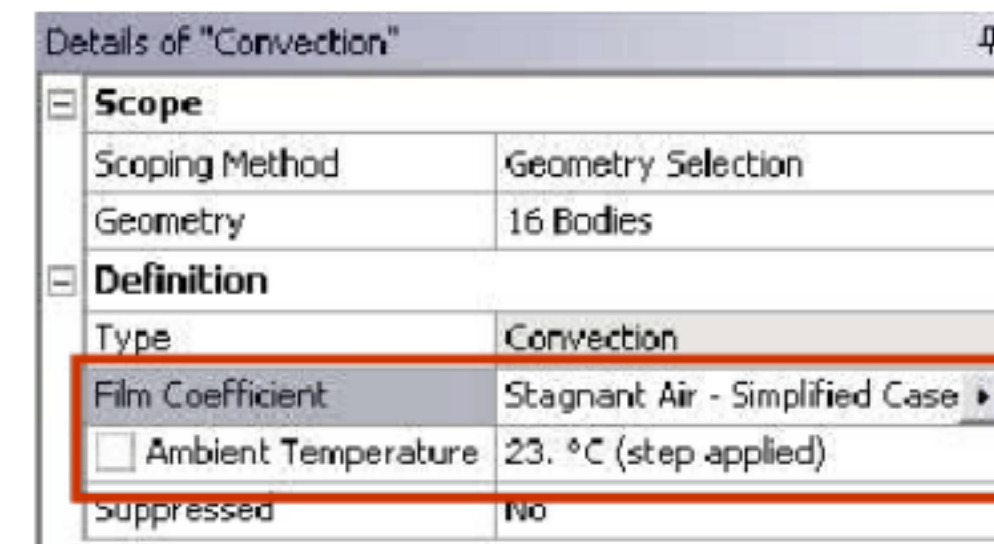 Details of "Convection"
Scope
Scoping Method Geometry Selection
Geometry 16 Bodies
Definition
Type Convection
Film Coefficient Stagnant Air - Simplified Case
Ambient Temperature 23. °C (step applied)
Suppressed No